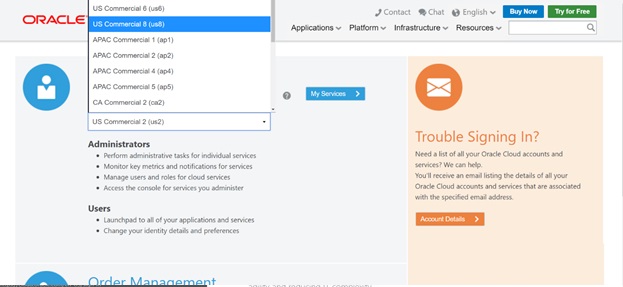 ORACLE
US Commercial 6 (us6)
US Commercial 8 (us8)
APAC Commercial 1 (ap1)
APAC Commercial 2 (ap2)
APAC Commercial 4 (ap4)
APAC Commercial 5 (ap5)
CA Commercial 2 (ca2)
US Commercial 2 (us2)
Contact Chat English Buy Now Try for Free
Applications Platform Infrastructure Resources
? My Services
Administrators
• Perform administrative tasks for individual services
• Monitor key metrics and notifications for services
• Manage users and roles for cloud services
• Access the console for services you administer
Users
• Launchpad to all of your applications and services
• Change your identity details and preferences
Trouble Signing In?
Need a list of all your Oracle Cloud accounts and
services? We can help.
You'll receive an email listing the details of all your
Oracle Cloud accounts and services that are associated
with the specified email address.
Account Details
Order Management